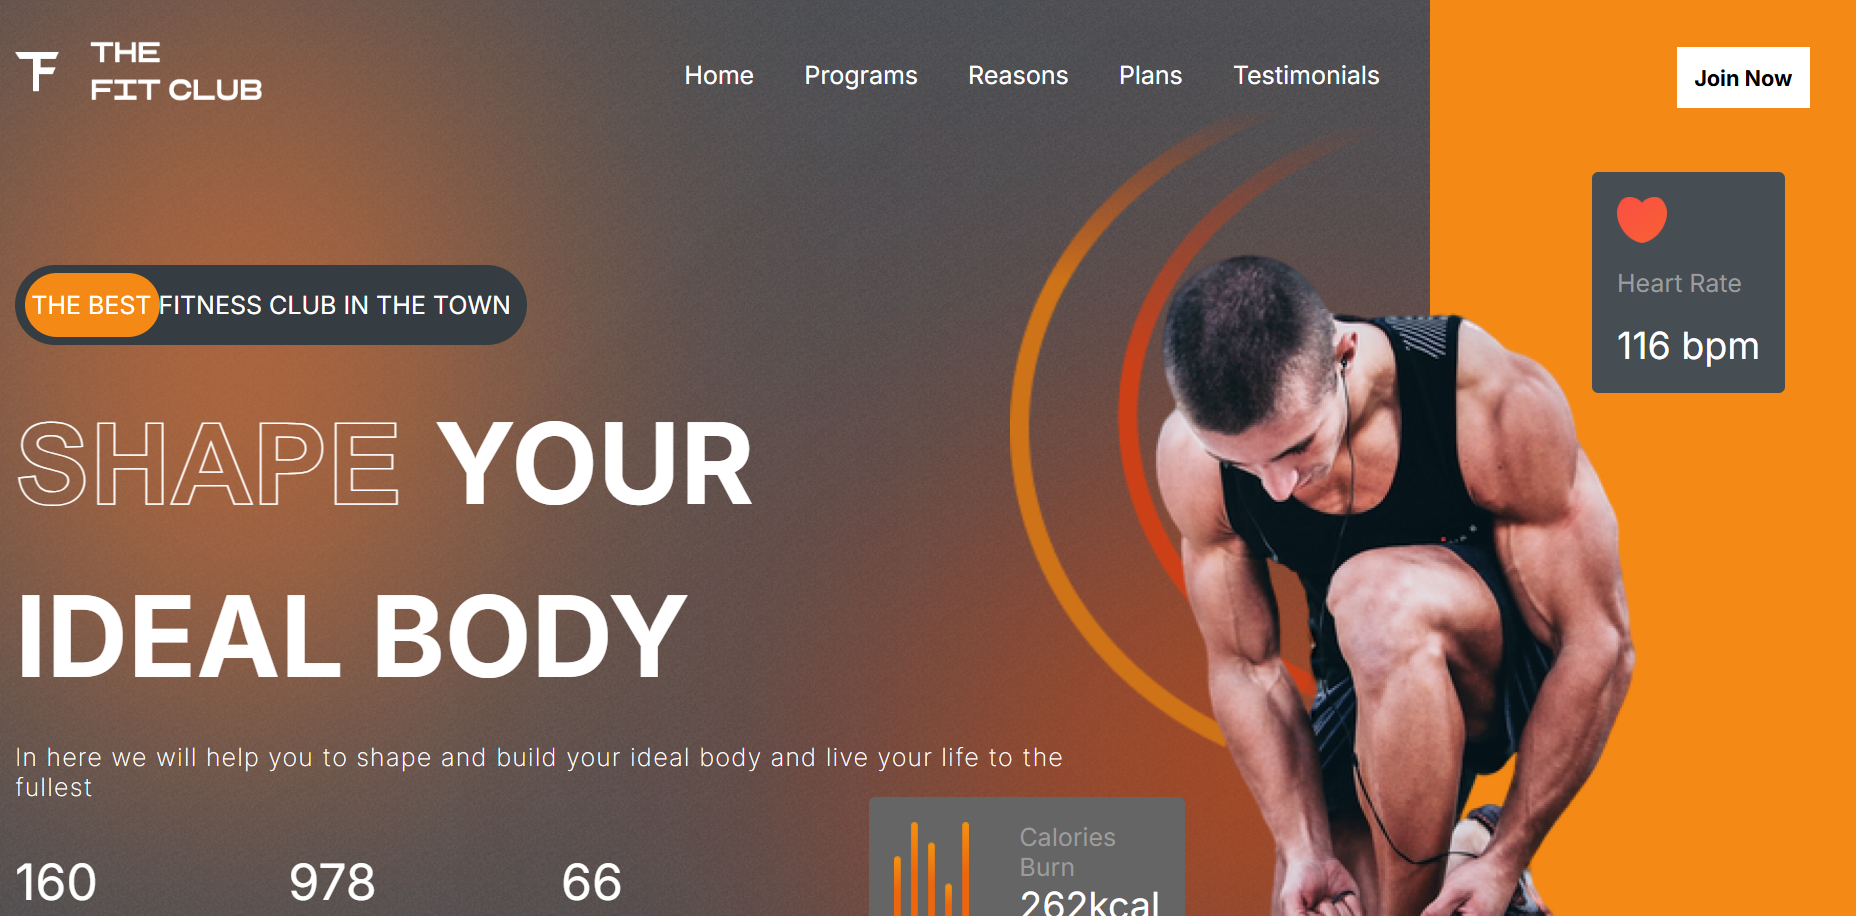 THE
FIT CLUB
Home Programs Reasons Plans Testimonials
Join Now
Heart Rate
116 bpm
THE BEST FITNESS CLUB IN THE TOWN
SHAPE YOUR
IDEAL BODY
In here we will help you to shape and build your ideal body and live your life to the
fullest
160 978 66
Calories
Burn
262kcal